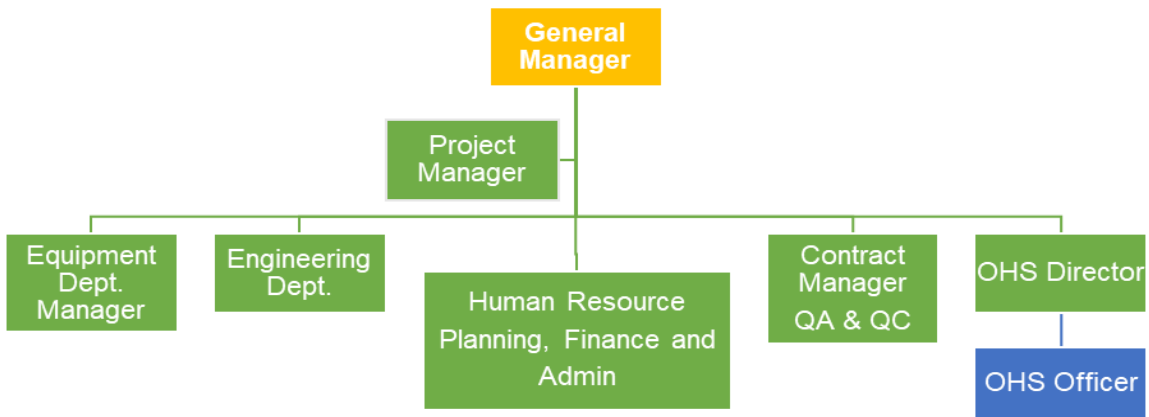 General
Manager
Project
Manager
Equipment
Dept.
Manager
Engineering
Dept.
Human Resource
Planning, Finance and
Admin
Contract
Manager
QA & QC
OHS Director
OHS Officer